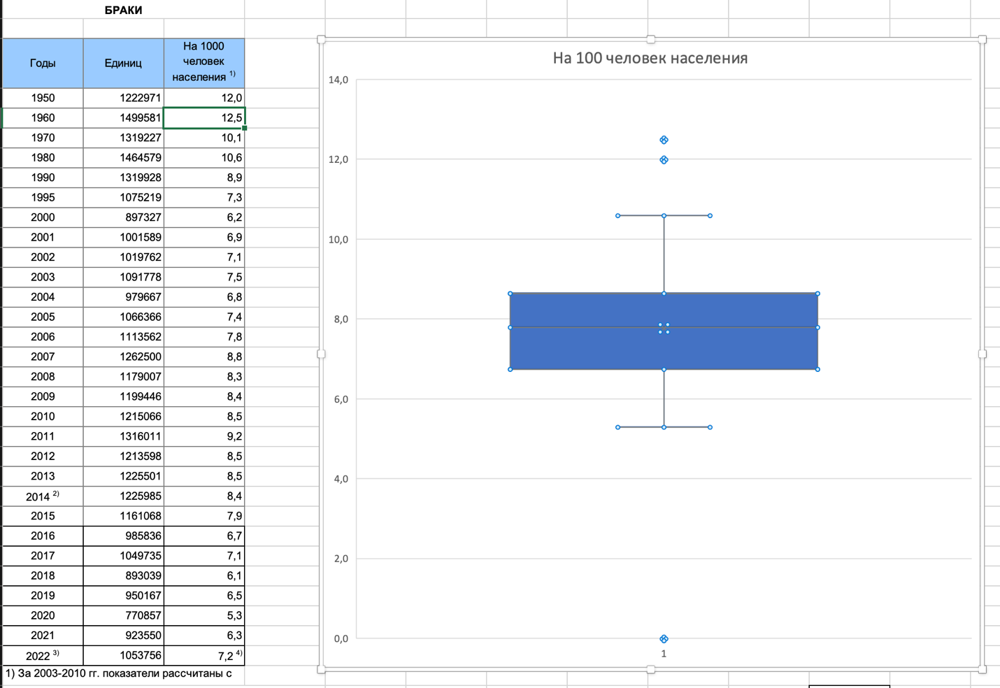 БРАКИ
Годы Единиц На 1000 человек населения 1)
1950 1222971 12,0
1960 1499581 12,5
1970 1319227 10,1
1980 1464579 10,6
1990 1319928 8,9
1995 1075219 7,3
2000 897327 6,2
2001 1001589 6,9
2002 1019762 7,1
2003 1091778 7,5
2004 979667 6,8
2005 1066366 7,4
2006 1113562 7,8
2007 1262500 8,8
2008 1179007 8,3
2009 1199446 8,4
2010 1215066 8,5
2011 1316011 9,2
2012 1213598 8,5
2013 1225501 8,5
2014 2) 1225985 8,4
2015 1161068 7,9
2016 985836 6,7
2017 1049735 7,1
2018 893039 6,1
2019 950167 6,5
2020 770857 5,3
2021 923550 6,3
2022 3) 1053756 7,2 4)
1) За 2003-2010 гг. показатели рассчитаны с
На 100 человек населения
14,0
12,0
10,0
8,0
6,0
4,0
2,0
0,0
1